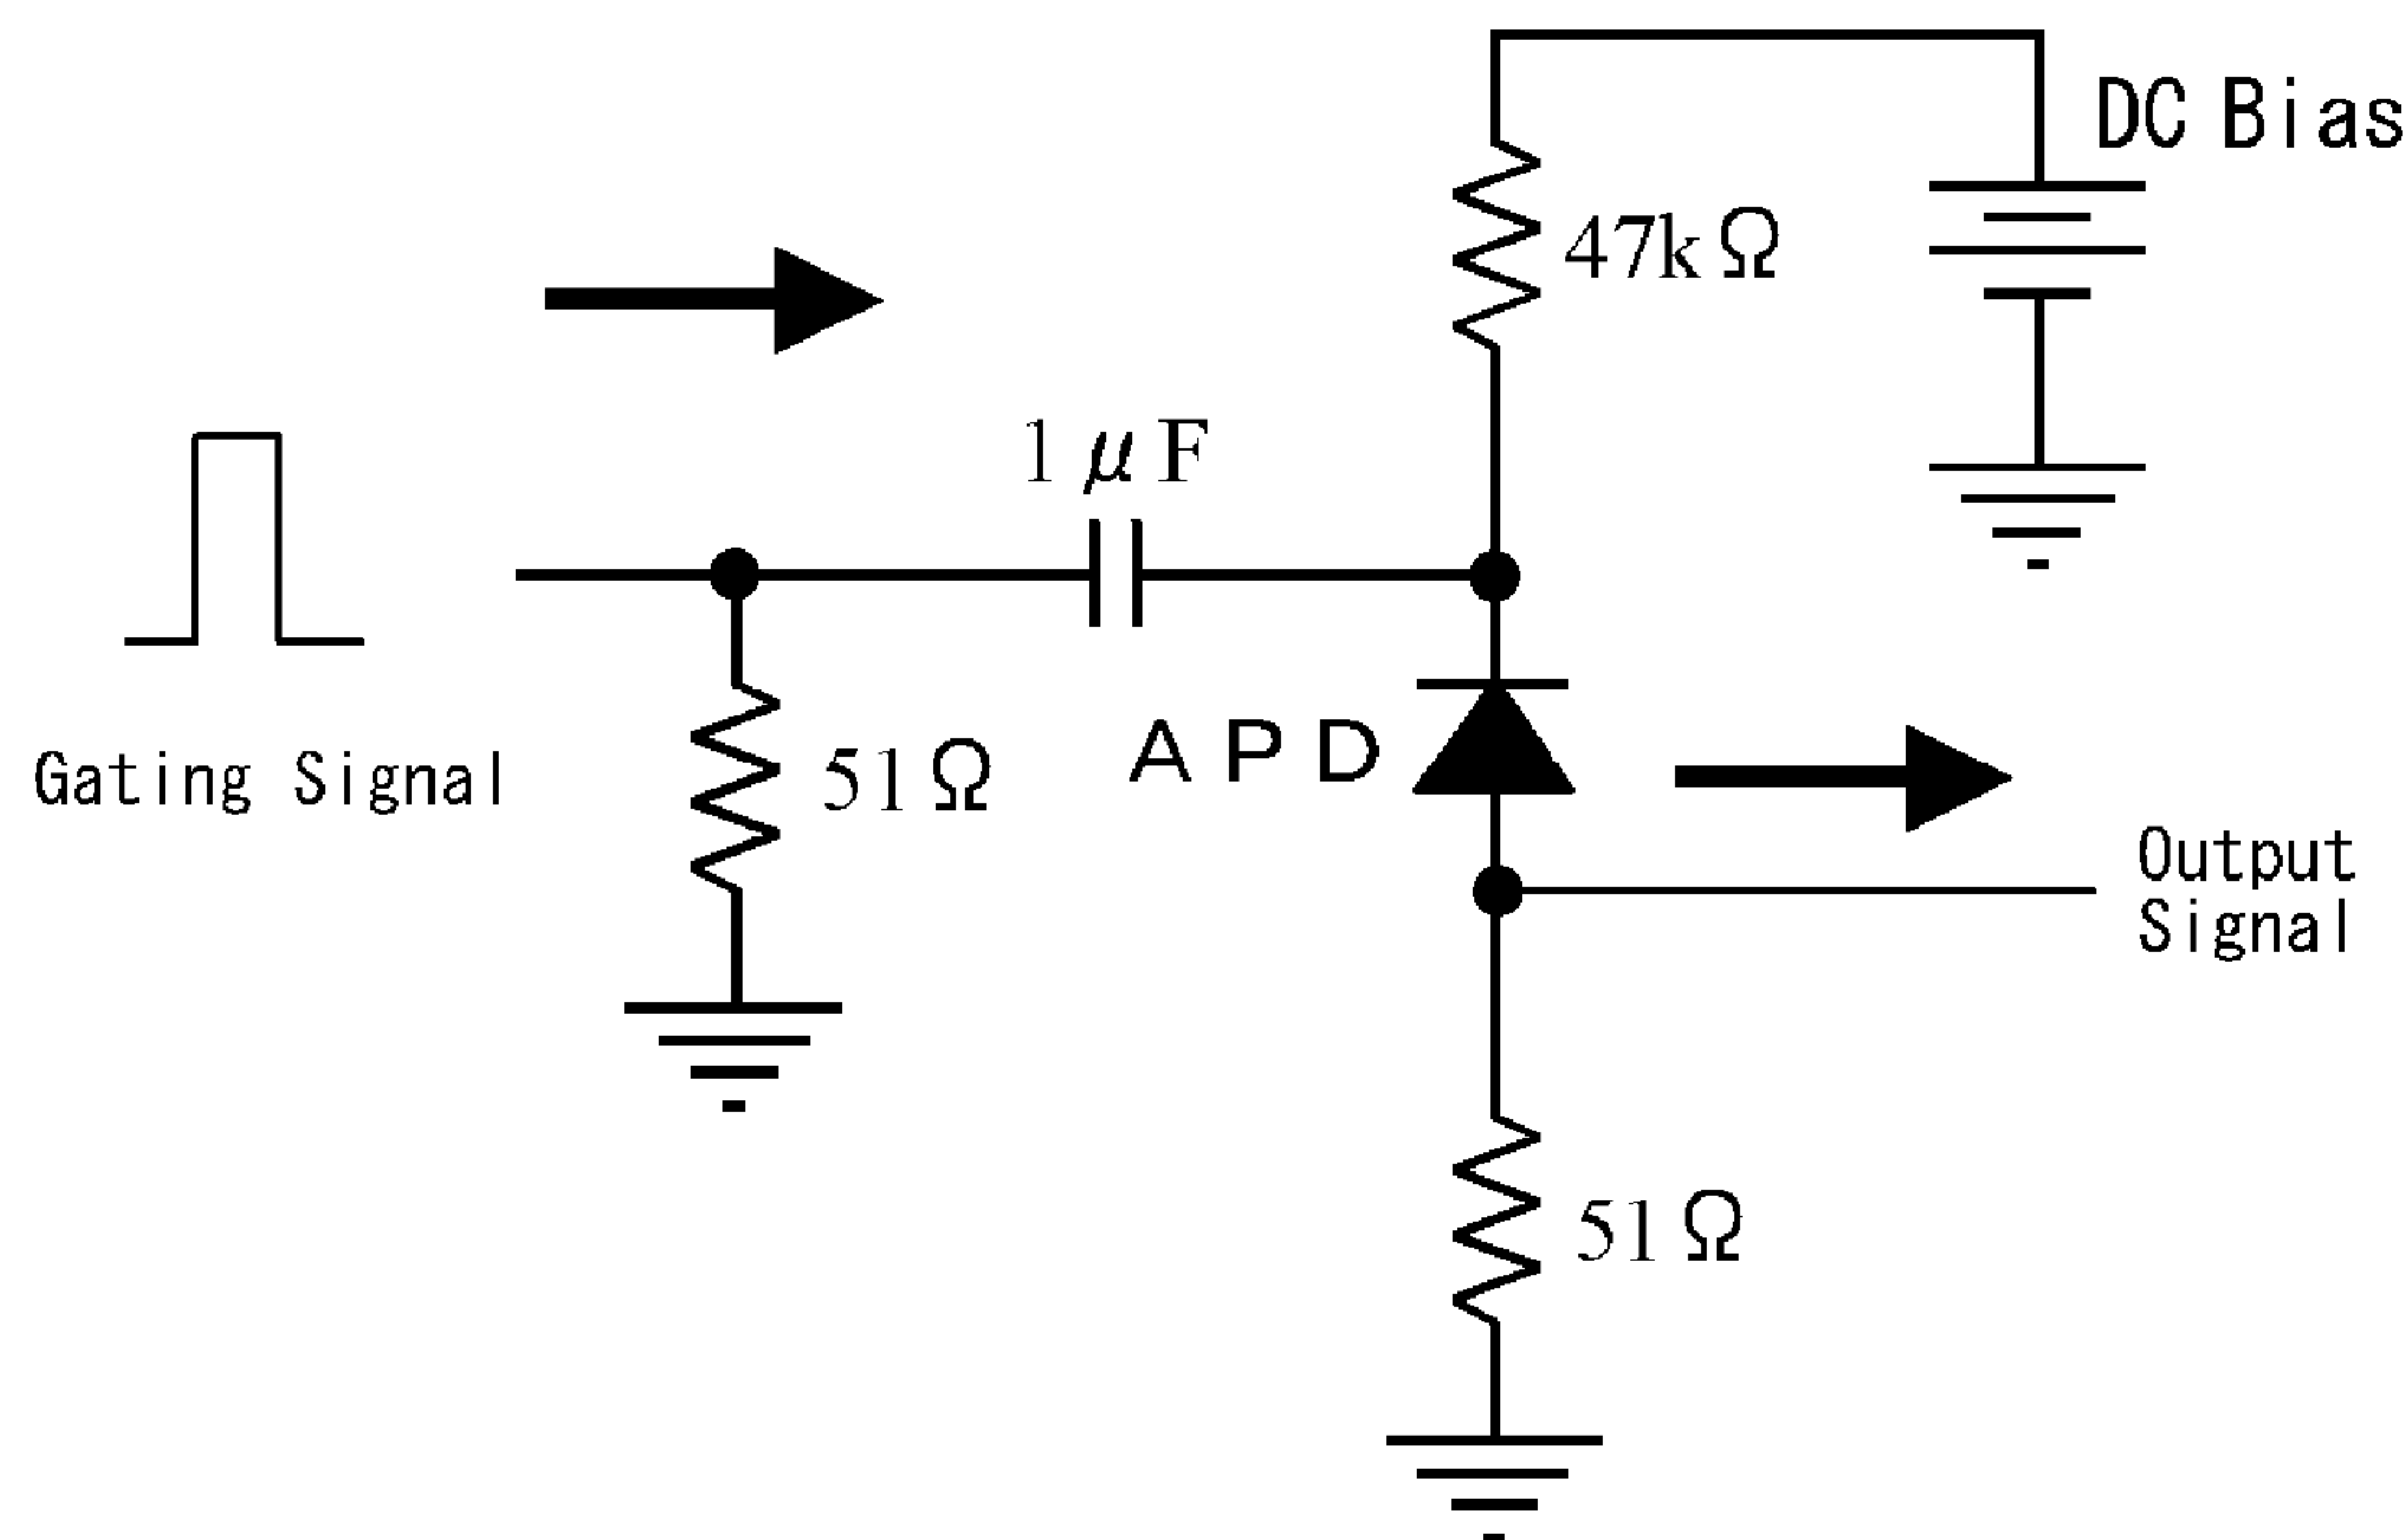 DC Bias
47kΩ
1μF
Gating Signal
51Ω
APD
Output
Signal
51Ω